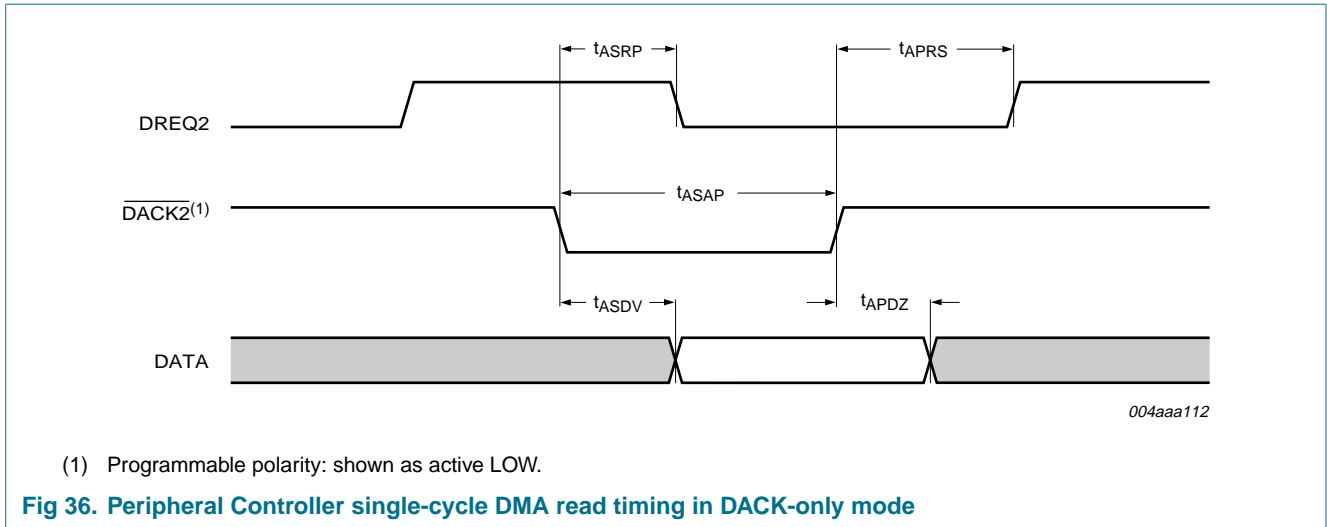 tASRP
tAPRS
DREQ2
tASAP
DACK2(1)
tASDV
tAPDZ
DATA
004aaa112
(1) Programmable polarity: shown as active LOW.
Fig 36. Peripheral Controller single-cycle DMA read timing in DACK-only mode